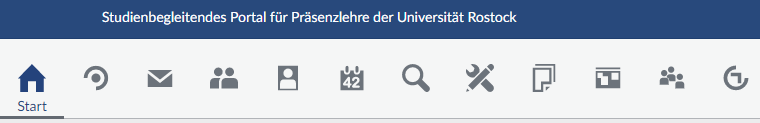 Studienbegleitendes Portal für Präsenzlehre der Universität Rostock
42
Start